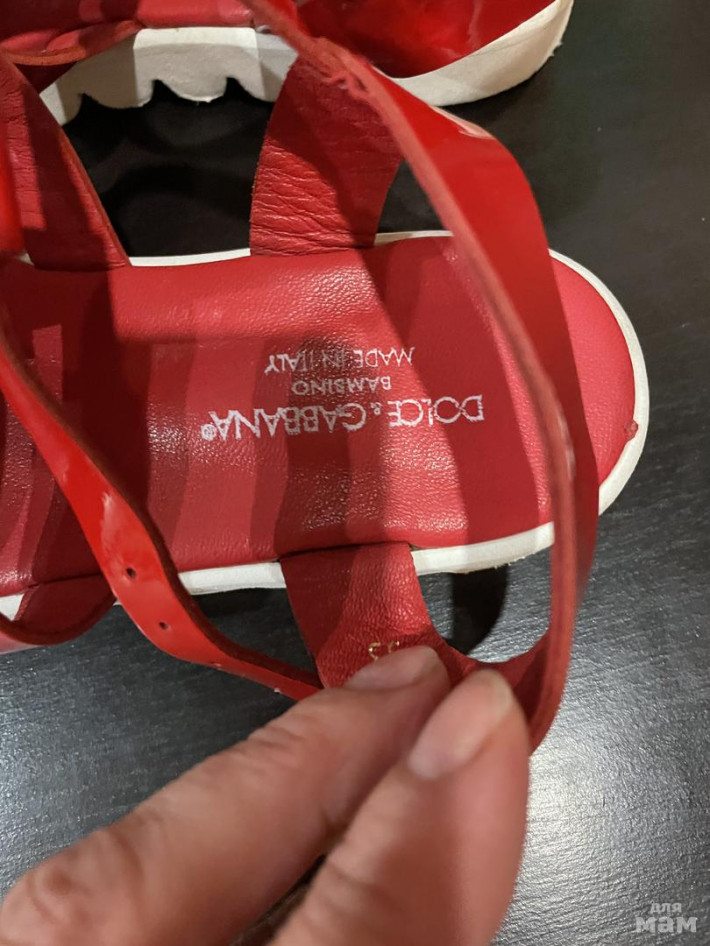 DOLCE & GABBANA®
BAMBINO
MADE IN ITALY
для
мам